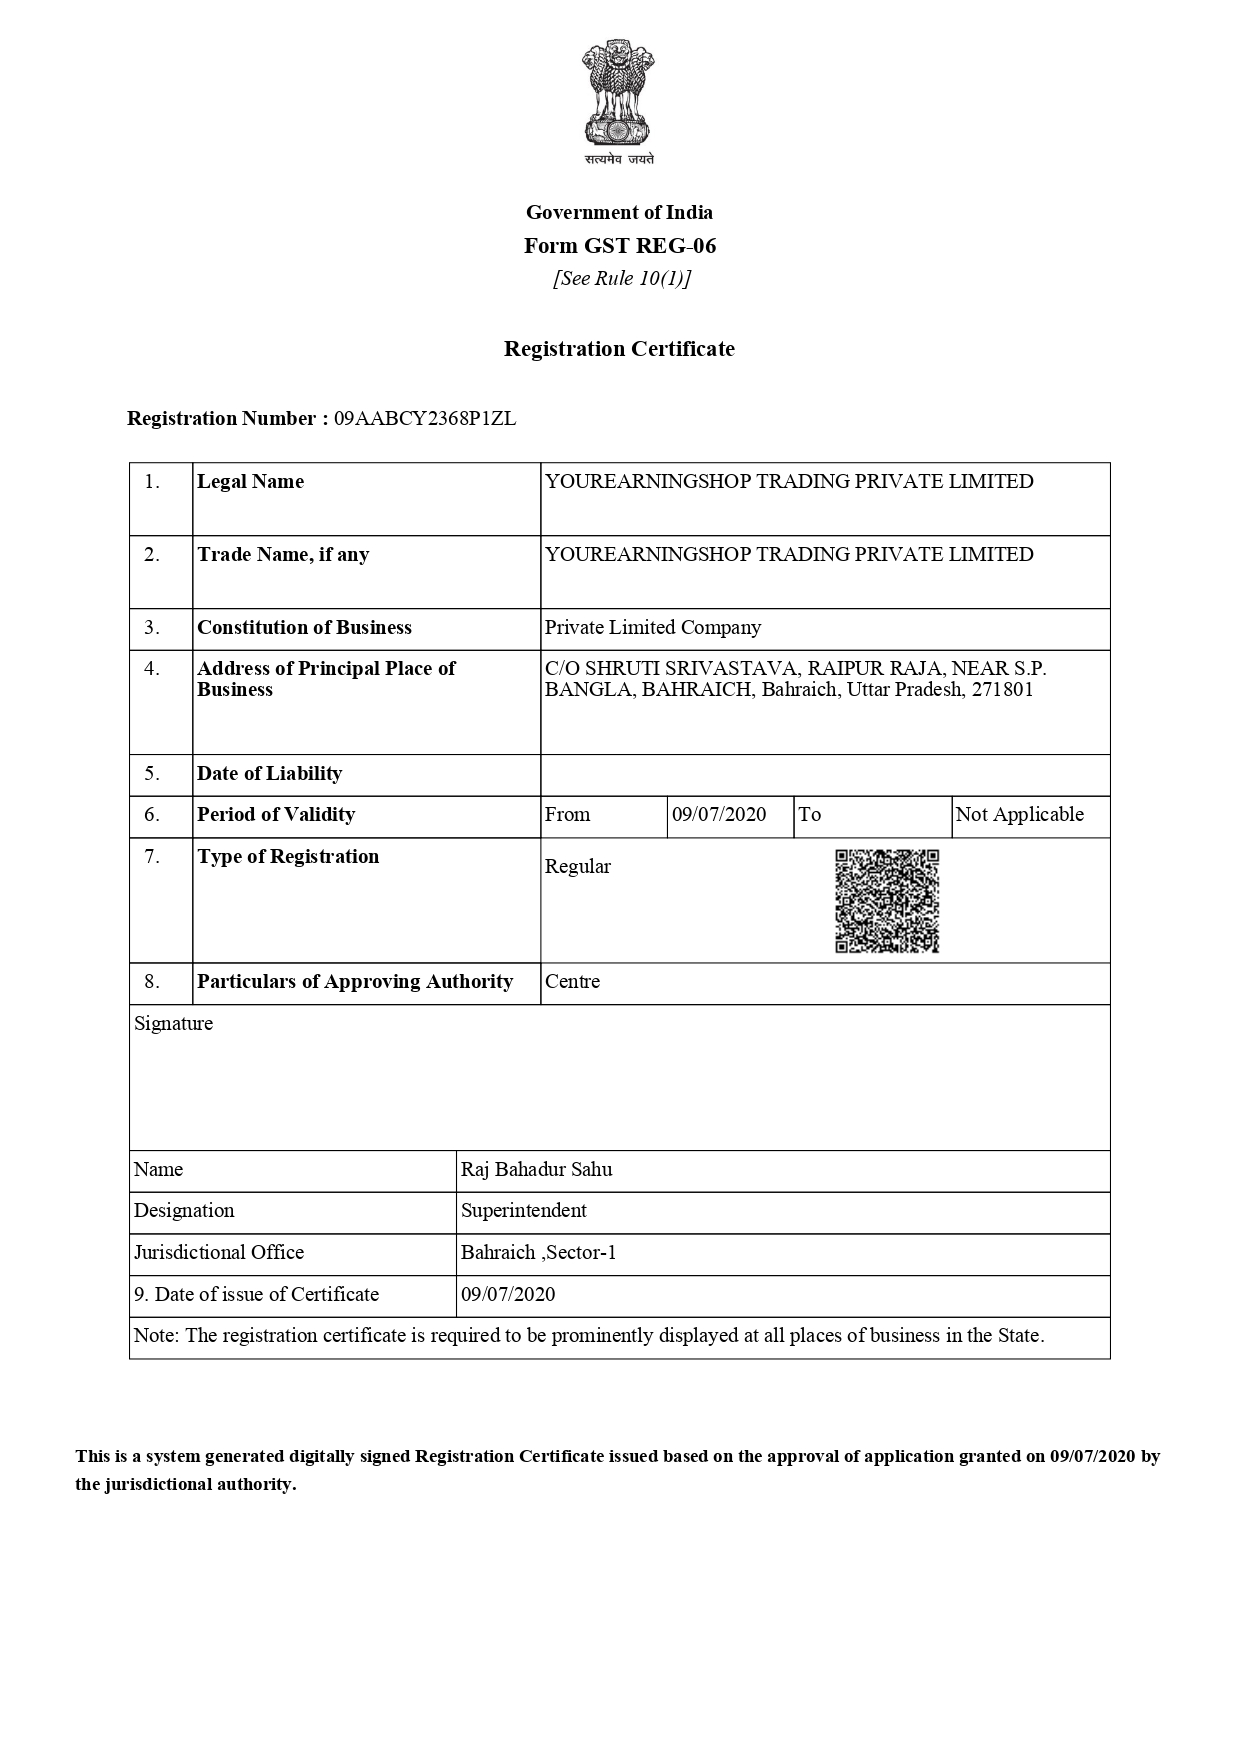 सत्यमेव जयते
Government of India
Form GST REG-06
[See Rule 10(1)]
Registration Certificate
Registration Number : 09AABCY2368P1ZL
1. Legal Name YOUREARNINGSHOP TRADING PRIVATE LIMITED
2. Trade Name, if any YOUREARNINGSHOP TRADING PRIVATE LIMITED
3. Constitution of Business Private Limited Company
4. Address of Principal Place of C/O SHRUTI SRIVASTAVA, RAIPUR RAJA, NEAR S.P.
Business BANGLA, BAHRAICH, Bahraich, Uttar Pradesh, 271801
5. Date of Liability
6. Period of Validity From 09/07/2020 To Not Applicable
7. Type of Registration Regular
8. Particulars of Approving Authority Centre
Signature
Name Raj Bahadur Sahu
Designation Superintendent
Jurisdictional Office Bahraich ,Sector-1
9. Date of issue of Certificate 09/07/2020
Note: The registration certificate is required to be prominently displayed at all places of business in the State.
This is a system generated digitally signed Registration Certificate issued based on the approval of application granted on 09/07/2020 by
the jurisdictional authority.